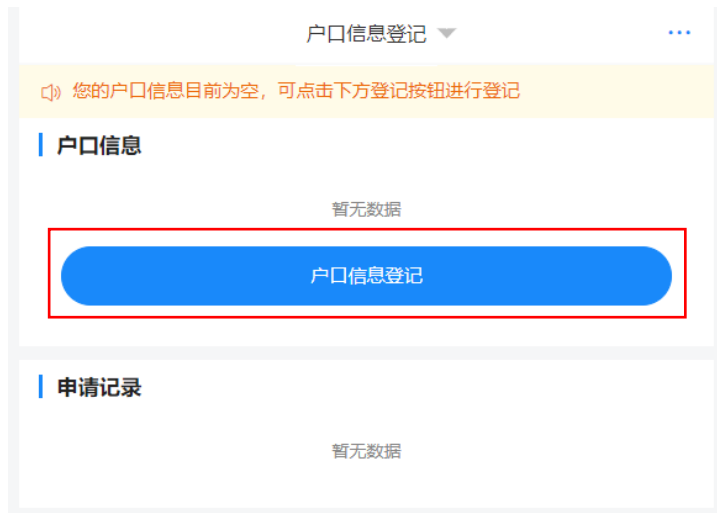 户口信息登记
您的户口信息目前为空，可点击下方登记按钮进行登记
户口信息
暂无数据
户口信息登记
申请记录
暂无数据